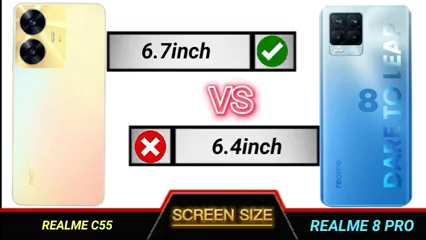 6.7inch
VS
6.4inch
8
DARE TO LEAP
realme
realme
SCREEN SIZE
REALME C55
REALME 8 PRO